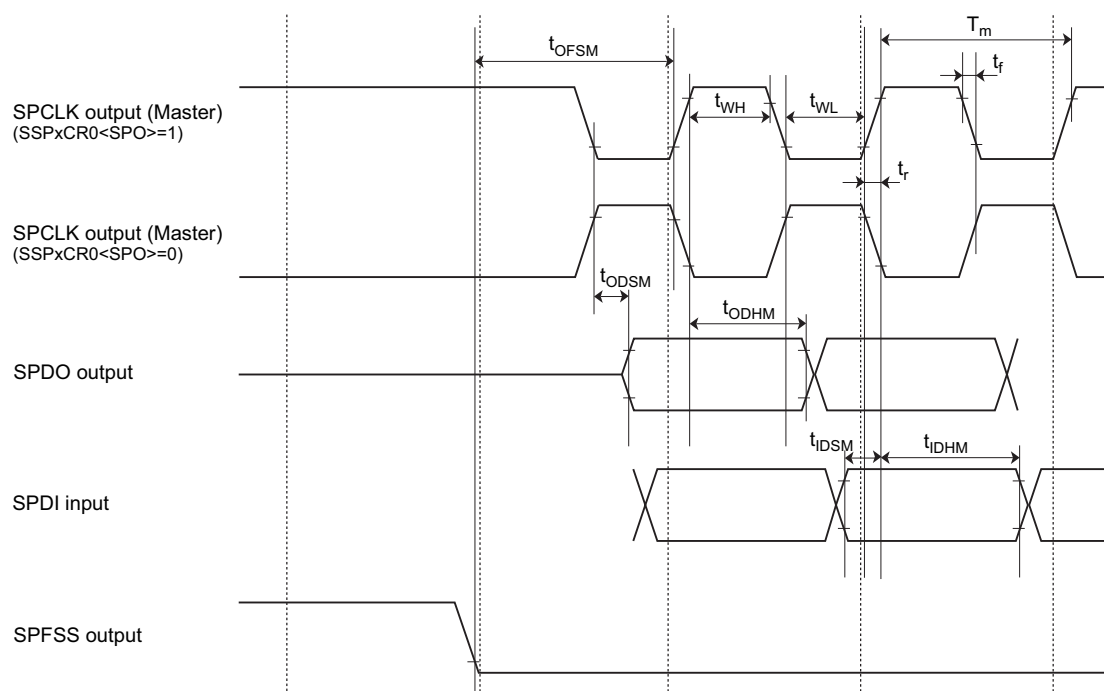 tOFSM
Tm
tf
SPCLK output (Master)
(SSPxCR0<SPO>=1)
tWH
tWL
tr
SPCLK output (Master)
(SSPxCR0<SPO>=0)
tODSM
tODHM
SPDO output
tIDSM
tIDHM
SPDI input
SPFSS output